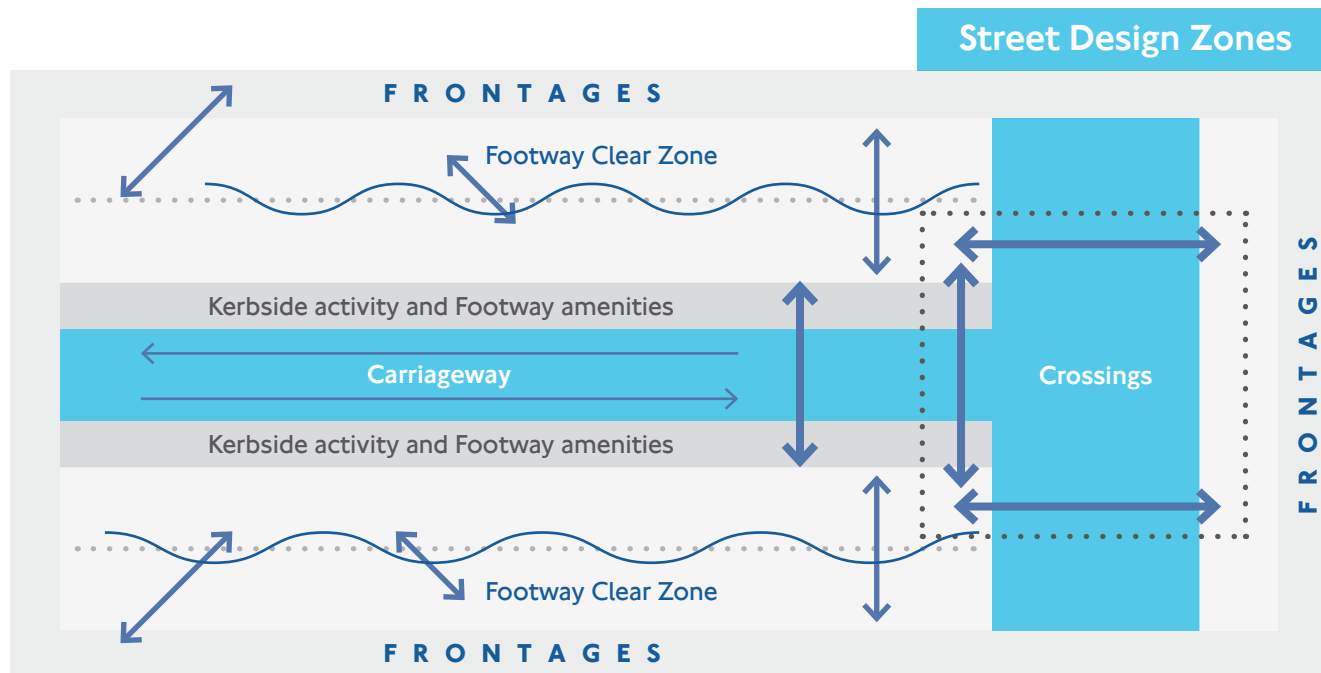 Street Design Zones
FRONTAGES
Footway Clear Zone
Kerbside activity and Footway amenities
Carriageway
Crossings
FRONTAGES
Kerbside activity and Footway amenities
Footway Clear Zone
FRONTAGES